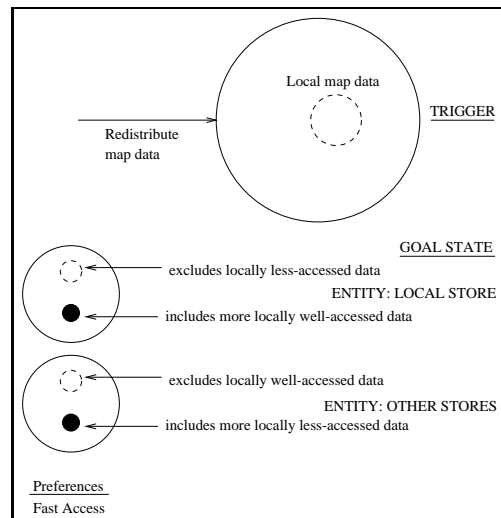 Local map data
TRIGGER
Redistribute
map data
GOAL STATE
excludes locally less-accessed data
ENTITY: LOCAL STORE
includes more locally well-accessed data
excludes locally well-accessed data
ENTITY: OTHER STORES
includes more locally less-accessed data
Preferences
Fast Access